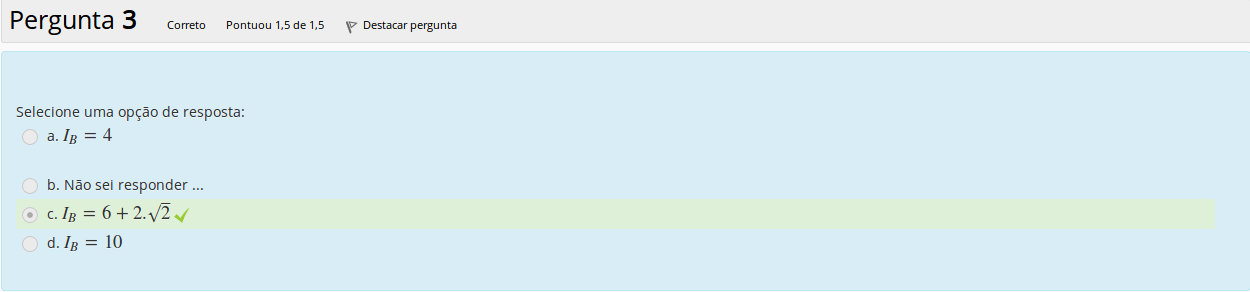 Pergunta 3 Correto Pontuou 1,5 de 1,5 Destacar pergunta
Selecione uma opção de resposta:
a. I_B = 4
b. Não sei responder ...
c. I_B = 6 + 2.√2
d. I_B = 10